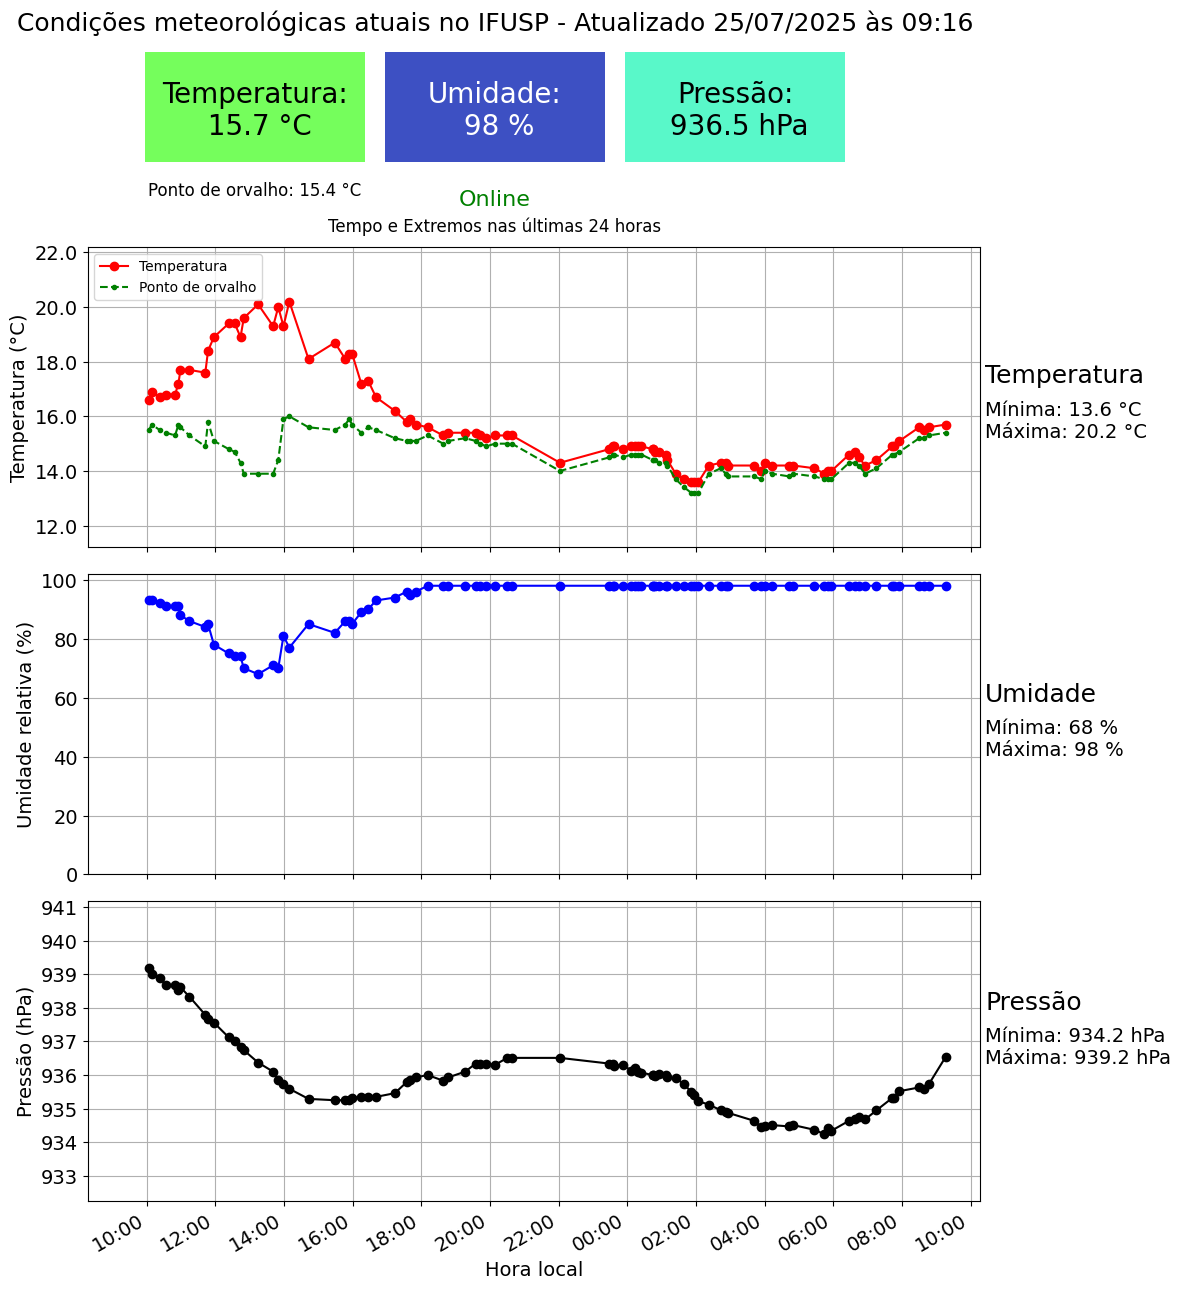 Condições meteorológicas atuais no IFUSP - Atualizado 25/07/2025 às 09:16
Temperatura:
15.7 °C
Umidade:
98 %
Pressão:
936.5 hPa
Ponto de orvalho: 15.4 °C
Online
Tempo e Extremos nas últimas 24 horas
Temperatura (°C)
22.0
20.0
18.0
16.0
14.0
12.0
Temperatura
Ponto de orvalho
Temperatura
Mínima: 13.6 °C
Máxima: 20.2 °C
Umidade relativa (%)
100
80
60
40
20
0
Umidade
Mínima: 68 %
Máxima: 98 %
Pressão (hPa)
941
940
939
938
937
936
935
934
933
Pressão
Mínima: 934.2 hPa
Máxima: 939.2 hPa
10:00
12:00
14:00
16:00
18:00
20:00
22:00
00:00
02:00
04:00
06:00
08:00
10:00
Hora local